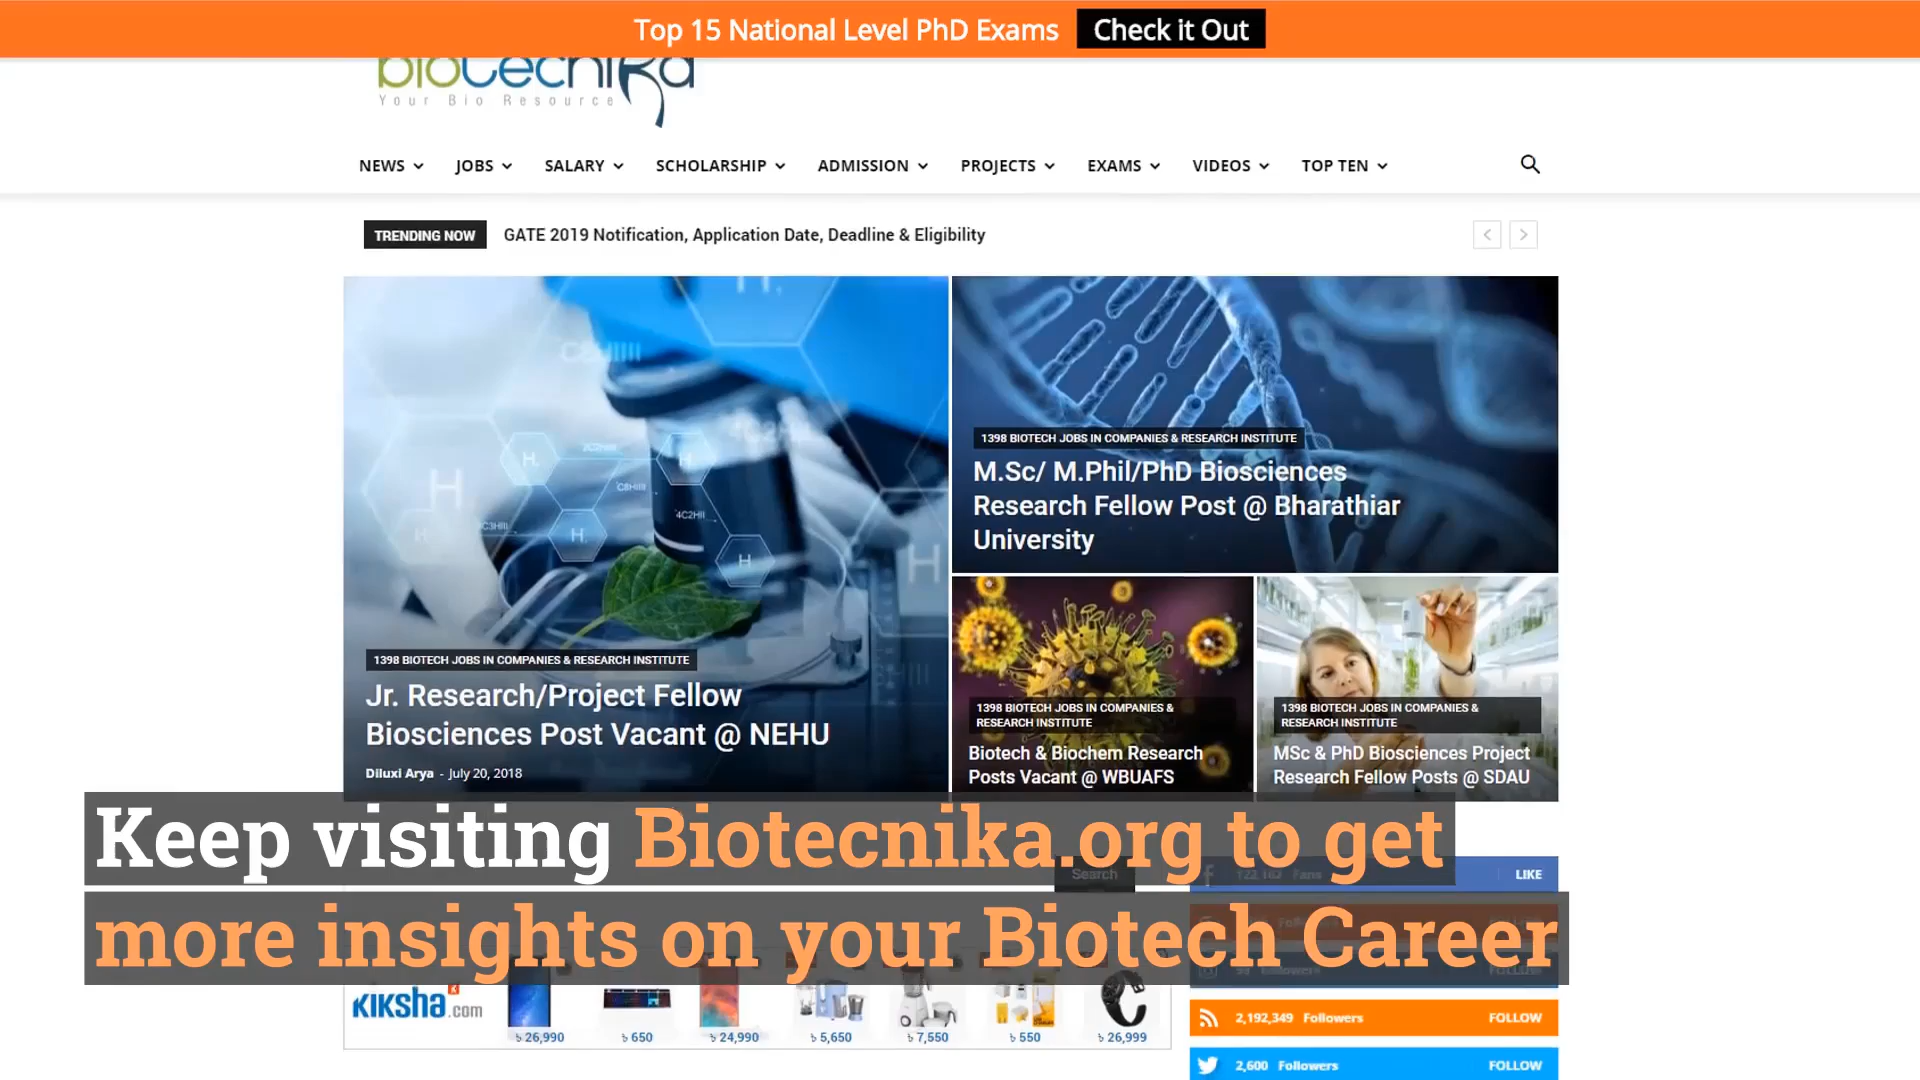 Top 15 National Level PhD Exams Check it Out
biotecnika
Your Bio Resource
NEWS JOBS SALARY SCHOLARSHIP ADMISSION PROJECTS EXAMS VIDEOS TOP TEN
TRENDING NOW GATE 2019 Notification, Application Date, Deadline & Eligibility
1398 BIOTECH JOBS IN COMPANIES & RESEARCH INSTITUTE
M.Sc/ M.Phil/PhD Biosciences
Research Fellow Post @ Bharathiar
University
1398 BIOTECH JOBS IN COMPANIES & RESEARCH INSTITUTE
Jr. Research/Project Fellow
Biosciences Post Vacant @ NEHU
Diluxi Arya - July 20, 2018
1398 BIOTECH JOBS IN COMPANIES &
RESEARCH INSTITUTE
Biotech & Biochem Research
Posts Vacant @ WBUAFS
1398 BIOTECH JOBS IN COMPANIES &
RESEARCH INSTITUTE
MSc & PhD Biosciences Project
Research Fellow Posts @ SDAU
Keep visiting Biotecnika.org to get
more insights on your Biotech Career
Search
Fans LIKE
FOLLOW
Kiksha.com
৳ 26,990 ৳ 650 ৳ 24,990 ৳ 5,650 ৳ 7,550 ৳ 550 ৳ 26,999
2,192,349 Followers FOLLOW
2,600 Followers FOLLOW